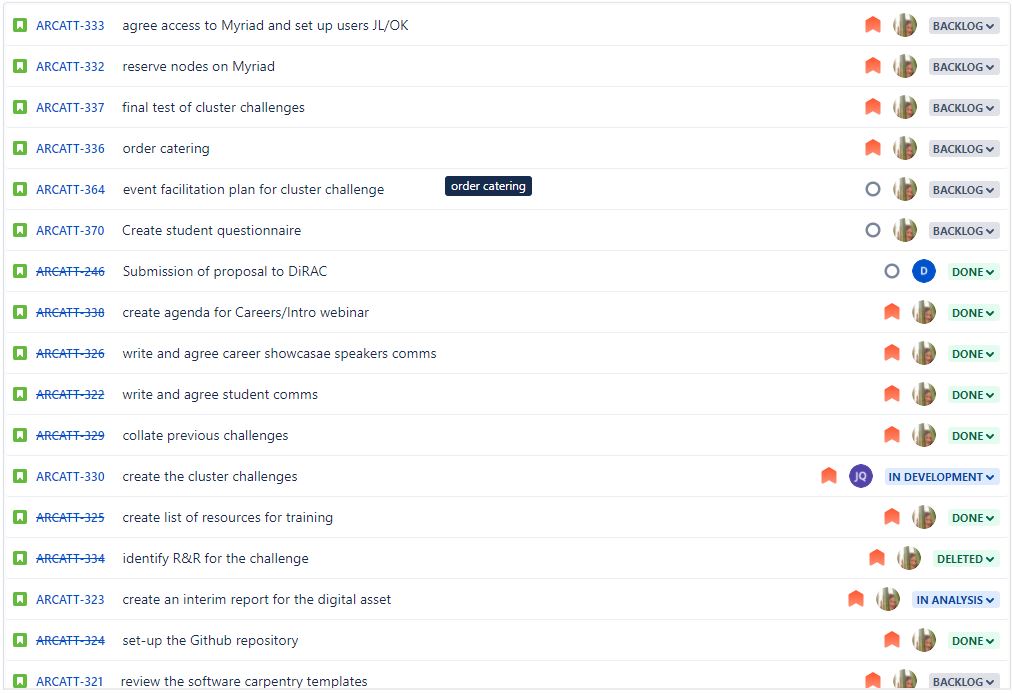 ARCATT-333 agree access to Myriad and set up users JL/OK BACKLOG
ARCATT-332 reserve nodes on Myriad BACKLOG
ARCATT-337 final test of cluster challenges BACKLOG
ARCATT-336 order catering BACKLOG
ARCATT-364 event facilitation plan for cluster challenge order catering BACKLOG
ARCATT-370 Create student questionnaire BACKLOG
ARCATT-246 Submission of proposal to DiRAC D DONE
ARCATT-338 create agenda for Careers/Intro webinar DONE
ARCATT-326 write and agree career showcasae speakers comms DONE
ARCATT-322 write and agree student comms DONE
ARCATT-329 collate previous challenges DONE
ARCATT-330 create the cluster challenges JQ IN DEVELOPMENT
ARCATT-325 create list of resources for training DONE
ARCATT-334 identify R&R for the challenge DELETED
ARCATT-323 create an interim report for the digital asset IN ANALYSIS
ARCATT-324 set-up the Github repository DONE
ARCATT-321 review the software carpentry templates BACKLOG